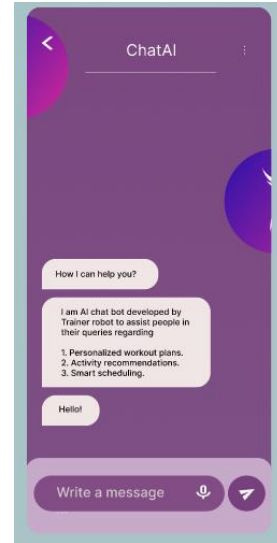 ChatAI
How I can help you?
I am AI chat bot developed by
Trainer robot to assist people in
their queries regarding
1. Personalized workout plans.
2. Activity recommendations.
3. Smart scheduling.
Hello!
Write a message